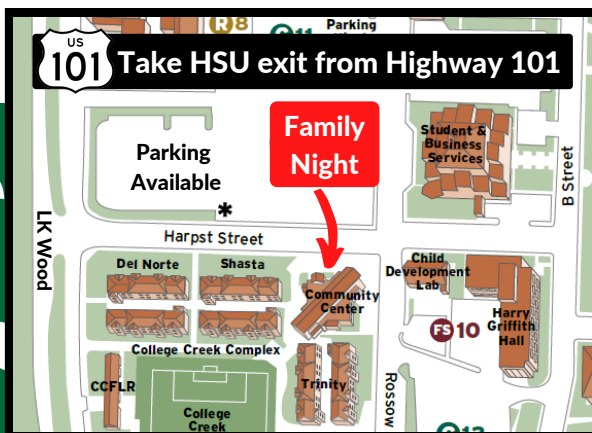 R8
Parking
US
101
Take HSU exit from Highway 101
Family
Night
Parking
Available
*
Student &
Business
Services
B Street
LK Wood
Harpst Street
Del Norte
Shasta
Community
Center
Child
Development
Lab
Harry
Griffith
Hall
FS10
College Creek Complex
CCFLR
Trinity
Rossow
College
Creek